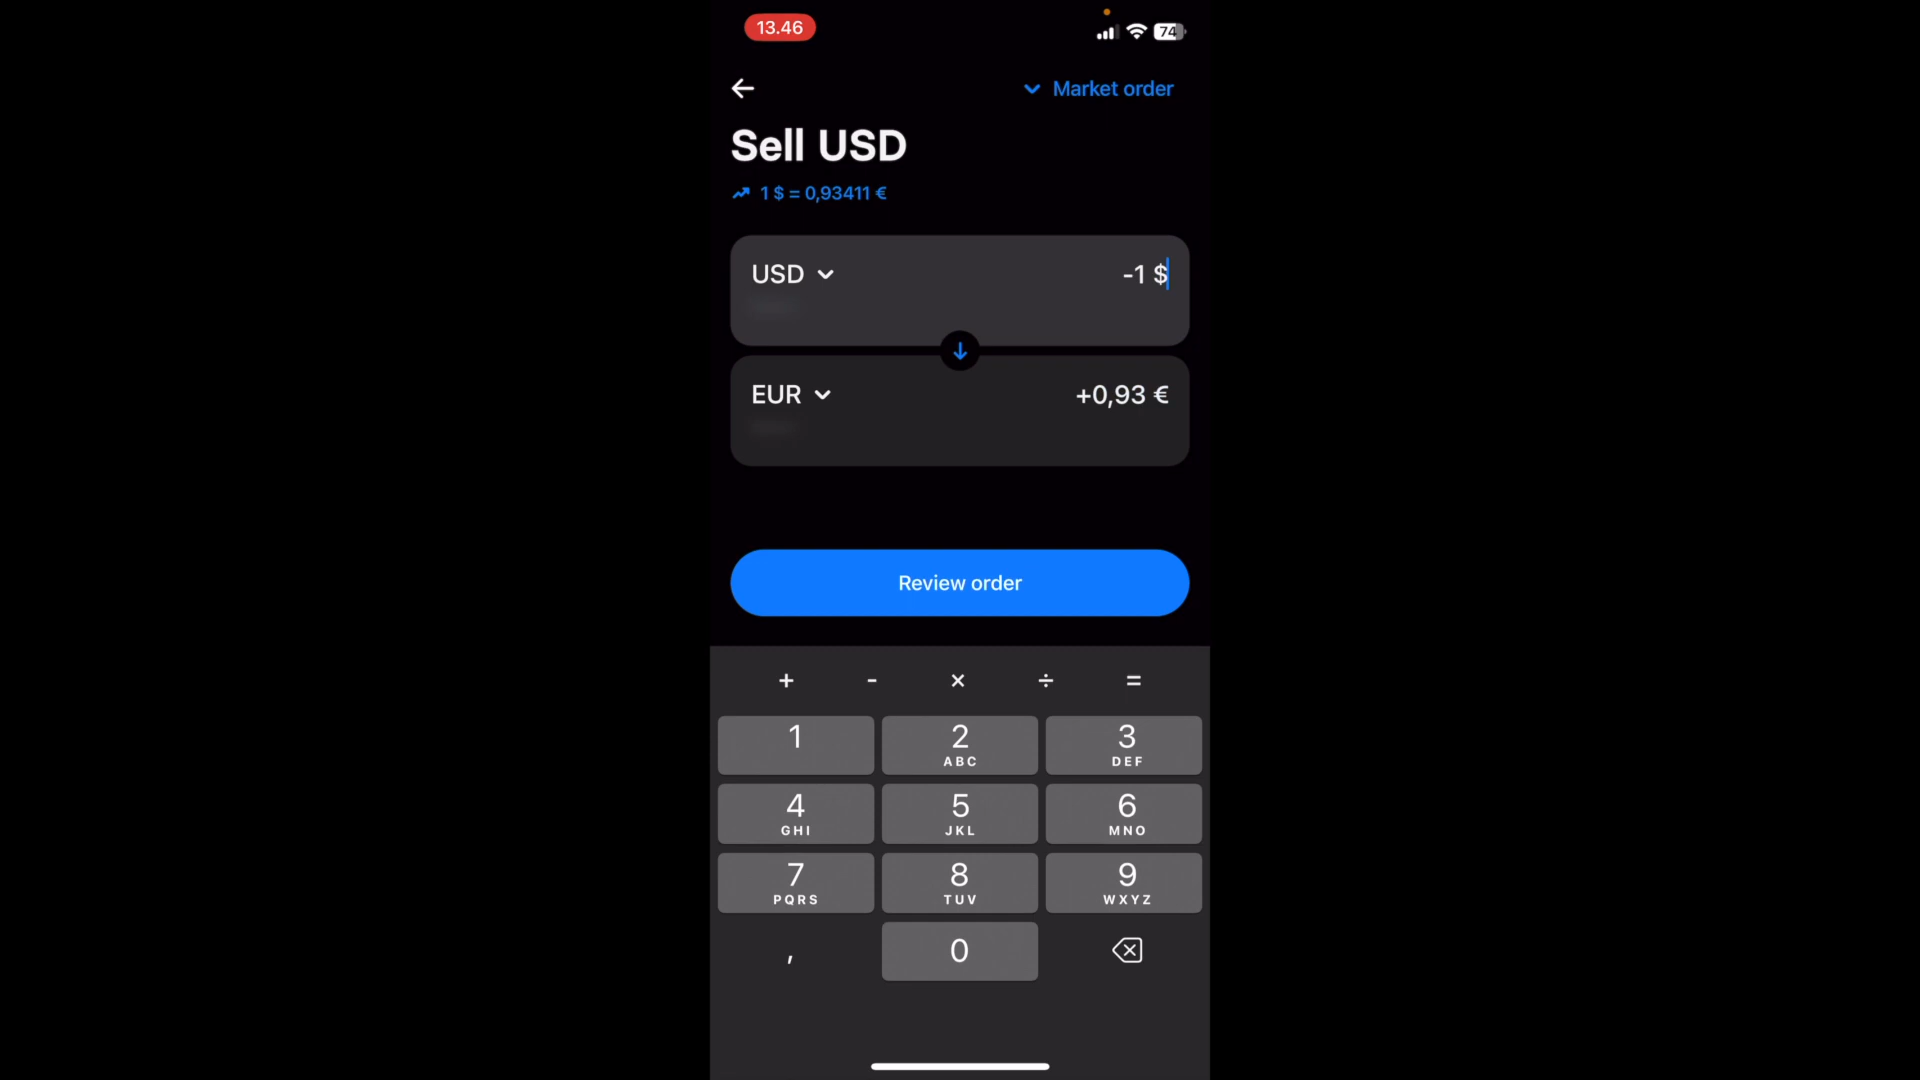 13.46
74
Market order
Sell USD
1 $ = 0,93411 €
USD
-1 $
EUR
+0,93 €
Review order
+ - × ÷ =
1 2 3
ABC DEF
4 5 6
GHI JKL MNO
7 8 9
PQRS TUV WXYZ
, 0